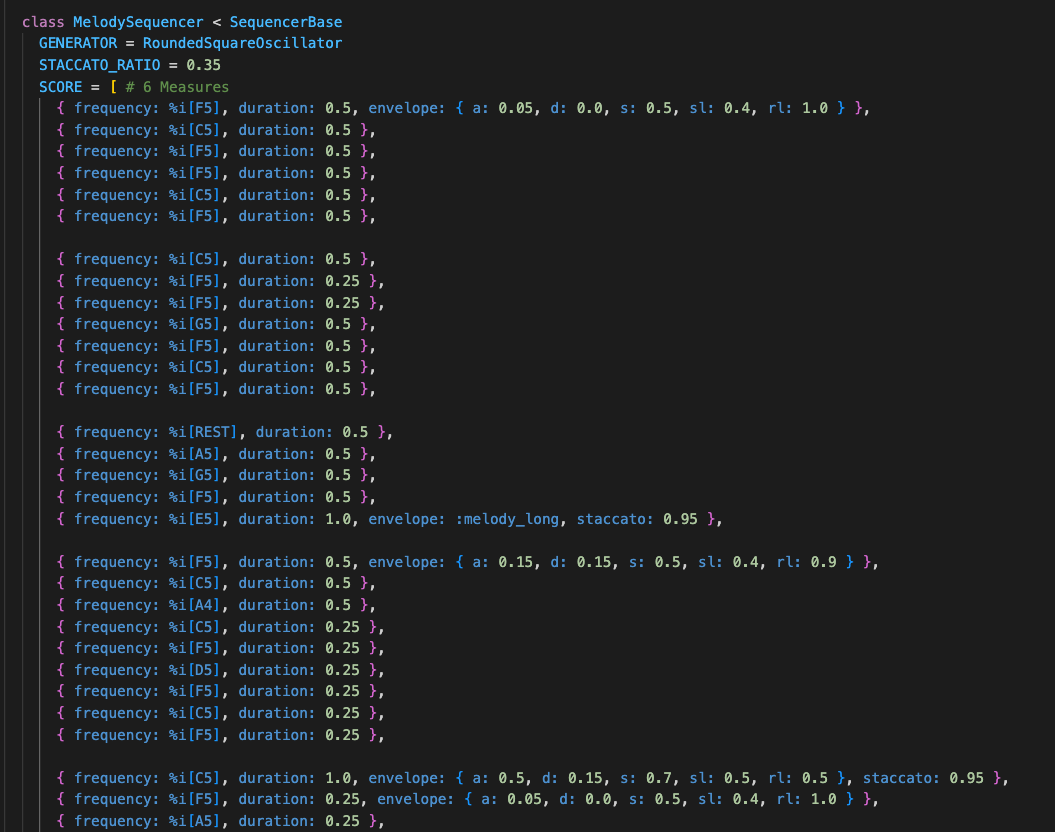 class MelodySequencer < SequencerBase
GENERATOR = RoundedSquareOscillator
STACCATO_RATIO = 0.35
SCORE = [ # 6 Measures
{ frequency: %i[F5], duration: 0.5, envelope: { a: 0.05, d: 0.0, s: 0.5, sl: 0.4, rl: 1.0 } },
{ frequency: %i[C5], duration: 0.5 },
{ frequency: %i[F5], duration: 0.5 },
{ frequency: %i[F5], duration: 0.5 },
{ frequency: %i[C5], duration: 0.5 },
{ frequency: %i[F5], duration: 0.5 },
{ frequency: %i[C5], duration: 0.5 },
{ frequency: %i[F5], duration: 0.25 },
{ frequency: %i[F5], duration: 0.25 },
{ frequency: %i[G5], duration: 0.5 },
{ frequency: %i[F5], duration: 0.5 },
{ frequency: %i[C5], duration: 0.5 },
{ frequency: %i[F5], duration: 0.5 },
{ frequency: %i[REST], duration: 0.5 },
{ frequency: %i[A5], duration: 0.5 },
{ frequency: %i[G5], duration: 0.5 },
{ frequency: %i[F5], duration: 0.5 },
{ frequency: %i[E5], duration: 1.0, envelope: :melody_long, staccato: 0.95 },
{ frequency: %i[F5], duration: 0.5, envelope: { a: 0.15, d: 0.15, s: 0.5, sl: 0.4, rl: 0.9 } },
{ frequency: %i[C5], duration: 0.5 },
{ frequency: %i[A4], duration: 0.5 },
{ frequency: %i[C5], duration: 0.25 },
{ frequency: %i[F5], duration: 0.25 },
{ frequency: %i[D5], duration: 0.25 },
{ frequency: %i[F5], duration: 0.25 },
{ frequency: %i[C5], duration: 0.25 },
{ frequency: %i[F5], duration: 0.25 },
{ frequency: %i[C5], duration: 1.0, envelope: { a: 0.5, d: 0.15, s: 0.7, sl: 0.5, rl: 0.5 }, staccato: 0.95 },
{ frequency: %i[F5], duration: 0.25, envelope: { a: 0.05, d: 0.0, s: 0.5, sl: 0.4, rl: 1.0 } },
{ frequency: %i[A5], duration: 0.25 },